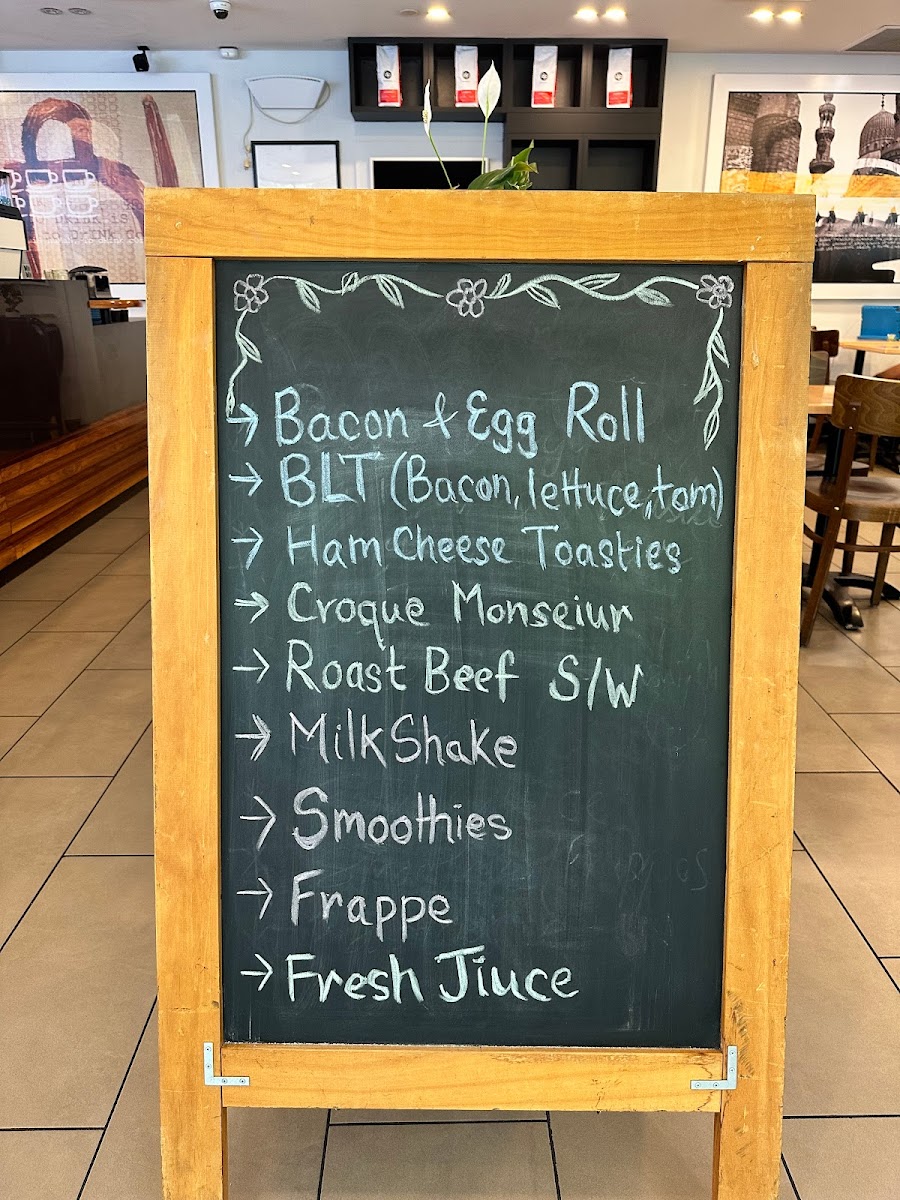 → Bacon & Egg Roll
→ BLT (Bacon, lettuce, tom)
→ Ham Cheese Toasties
→ Croque Monseiur
→ Roast Beef S/W
→ MilkShake
→ Smoothies
→ Frappe
→ Fresh Jiuce